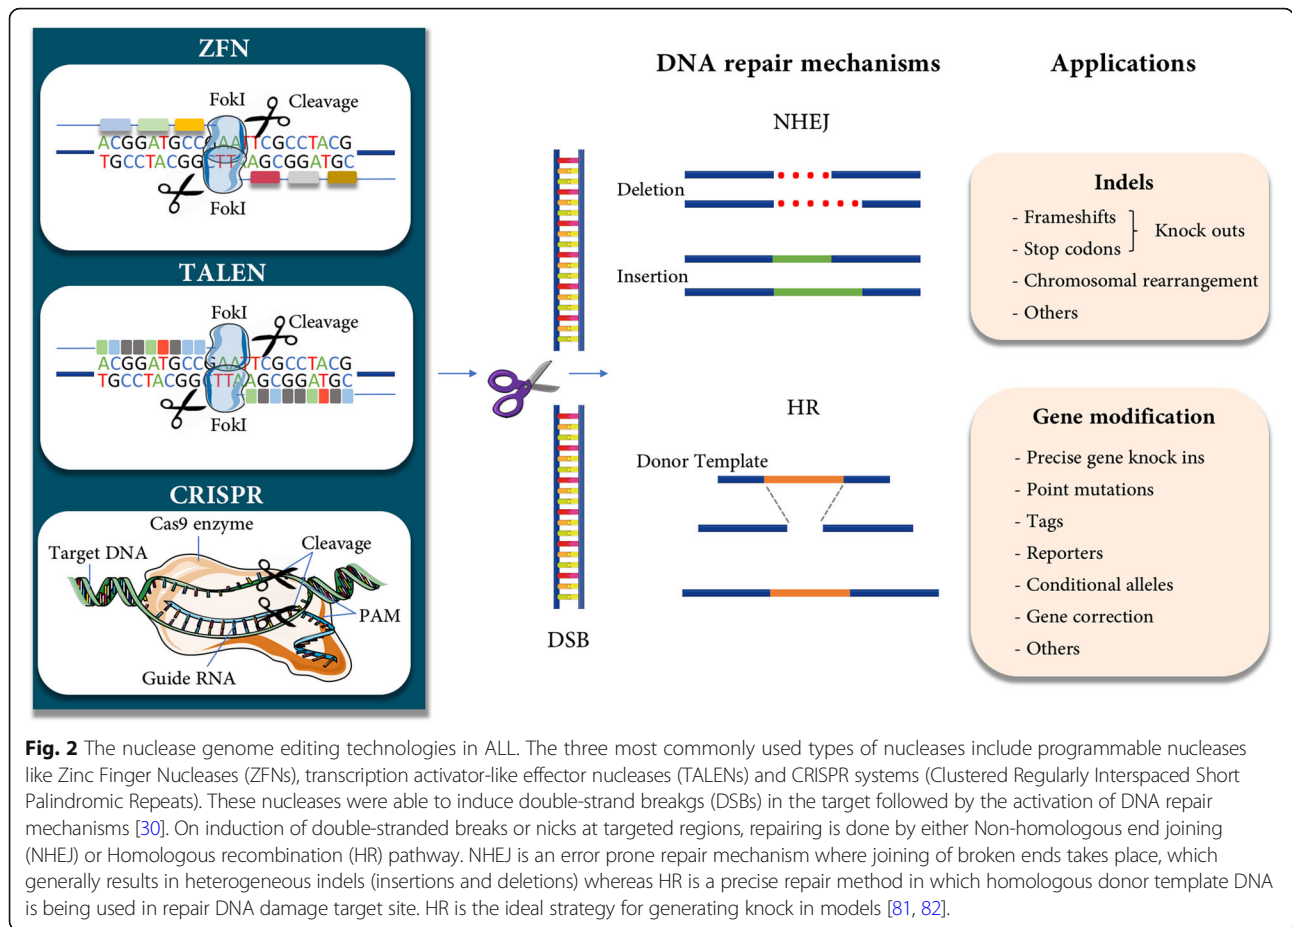 ZFN
FokI
Cleavage
ACGGATGCCGAATTCGCCTACG
TGCCTACGGCTTAAGCGGATGC
FokI
TALEN
FokI
Cleavage
ACGGATGCCGAATTCGCCTACG
TGCCTACGGCTTAAGCGGATGC
FokI
CRISPR
Cas9 enzyme
Cleavage
Target DNA
PAM
Guide RNA
DSB
DNA repair mechanisms
NHEJ
Deletion
Insertion
HR
Donor Template
Applications
Indels
- Frameshifts
- Stop codons
Knock outs
- Chromosomal rearrangement
- Others
Gene modification
- Precise gene knock ins
- Point mutations
- Tags
- Reporters
- Conditional alleles
- Gene correction
- Others
Fig. 2 The nuclease genome editing technologies in ALL. The three most commonly used types of nucleases include programmable nucleases
like Zinc Finger Nucleases (ZFNs), transcription activator-like effector nucleases (TALENs) and CRISPR systems (Clustered Regularly Interspaced Short
Palindromic Repeats). These nucleases were able to induce double-strand breakgs (DSBs) in the target followed by the activation of DNA repair
mechanisms [30]. On induction of double-stranded breaks or nicks at targeted regions, repairing is done by either Non-homologous end joining
(NHEJ) or Homologous recombination (HR) pathway. NHEJ is an error prone repair mechanism where joining of broken ends takes place, which
generally results in heterogeneous indels (insertions and deletions) whereas HR is a precise repair method in which homologous donor template DNA
is being used in repair DNA damage target site. HR is the ideal strategy for generating knock in models [81, 82].